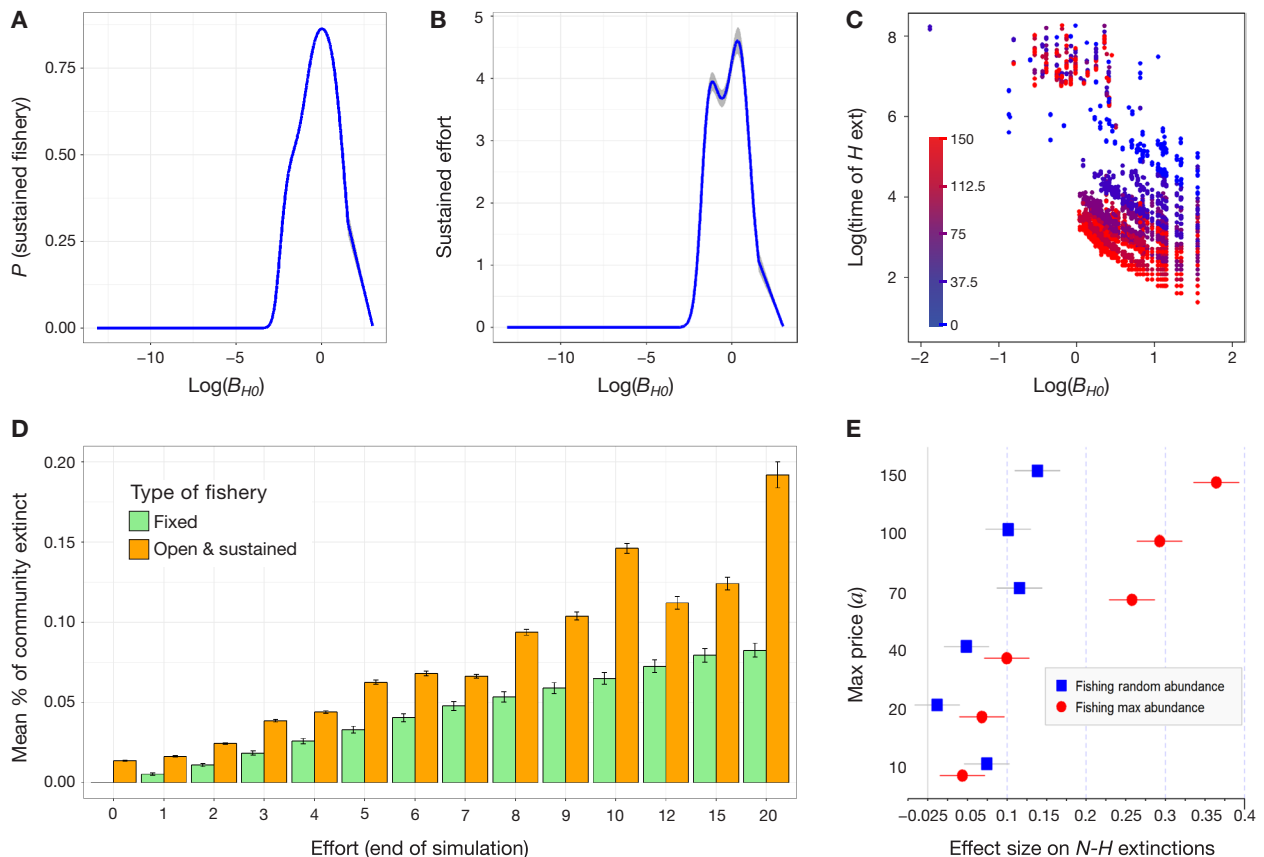 A
P (sustained fishery)
0.75
0.50
0.25
0.00
−10
−5
0
Log(BH0)
B
Sustained effort
5
4
3
2
1
0
−10
−5
0
Log(BH0)
C
Log(time of H ext)
8
6
4
2
150
112.5
75
37.5
0
−2
−1
0
1
2
Log(BH0)
D
Mean % of community extinct
0.20
0.15
0.10
0.05
0.00
Type of fishery
Fixed
Open & sustained
0 1 2 3 4 5 6 7 8 9 10 12 15 20
Effort (end of simulation)
E
Max price (a)
150
100
70
40
20
10
Fishing random abundance
Fishing max abundance
−0.025 0.05 0.1 0.15 0.2 0.25 0.3 0.35 0.4
Effect size on N-H extinctions